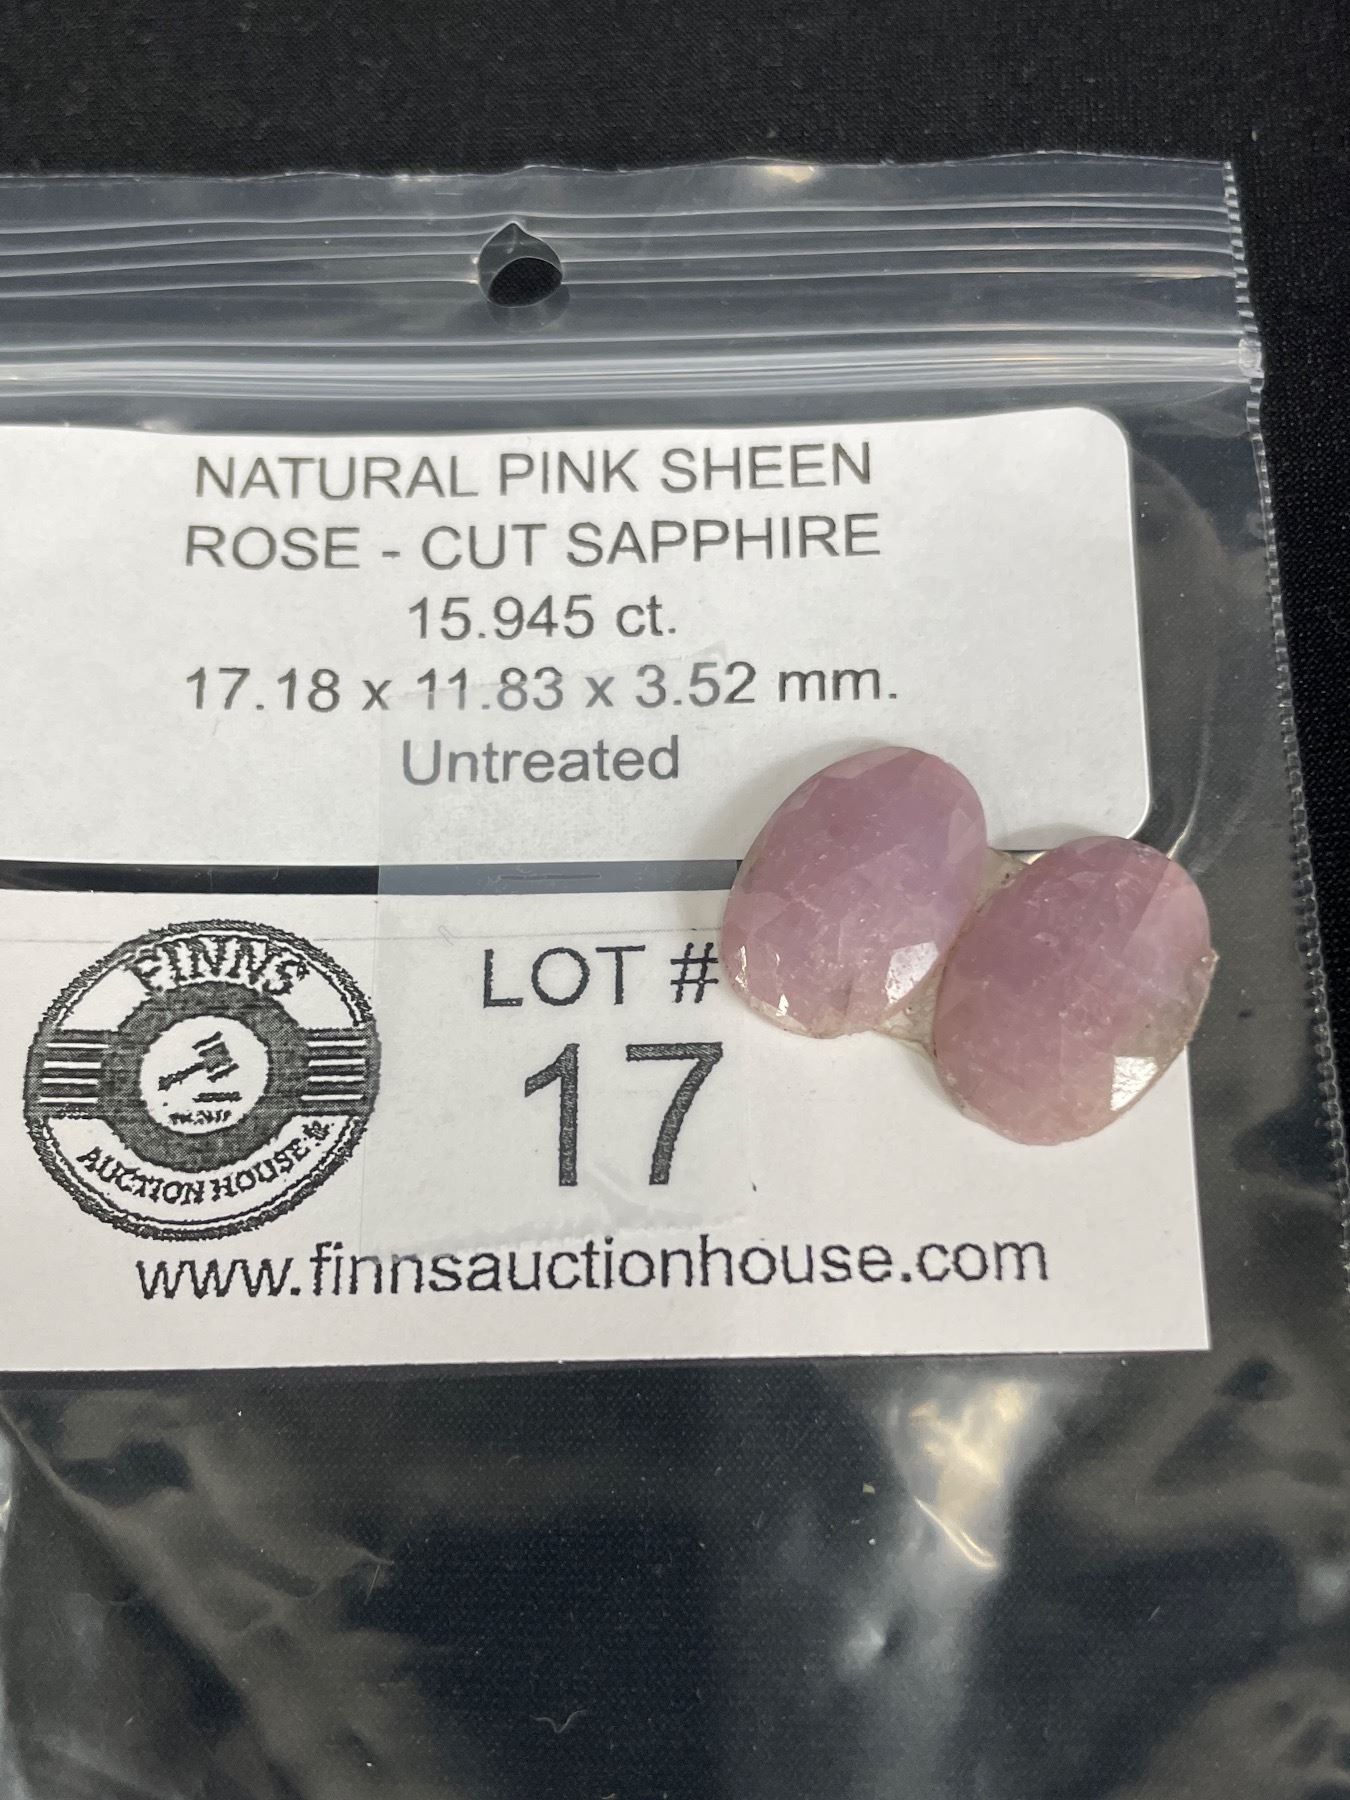 NATURAL PINK SHEEN
ROSE - CUT SAPPHIRE
15.945 ct.
17.18 x 11.83 x 3.52 mm.
Untreated
FINNS
AUCTION HOUSE
LOT #
17
www.finnsauctionhouse.com